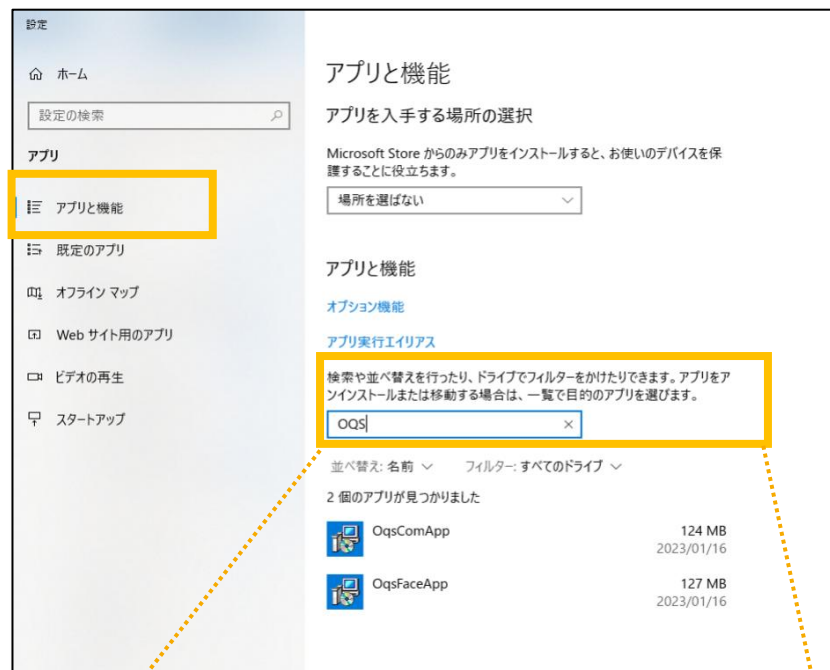 設定
ホーム
設定の検索
アプリ
アプリと機能
既定のアプリ
オフライン マップ
Web サイト用のアプリ
ビデオの再生
スタートアップ
アプリと機能
アプリを入手する場所の選択
Microsoft Store からのみアプリをインストールすると、お使いのデバイスを保
護することに役立ちます。
場所を選ばない
アプリと機能
オプション機能
アプリ実行エイリアス
検索や並べ替えを行ったり、ドライブでフィルターをかけたりできます。アプリをア
ンインストールまたは移動する場合は、一覧で目的のアプリを選びます。
OQS
並べ替え: 名前 フィルター: すべてのドライブ
2 個のアプリが見つかりました
OqsComApp 124 MB
2023/01/16
OqsFaceApp 127 MB
2023/01/16